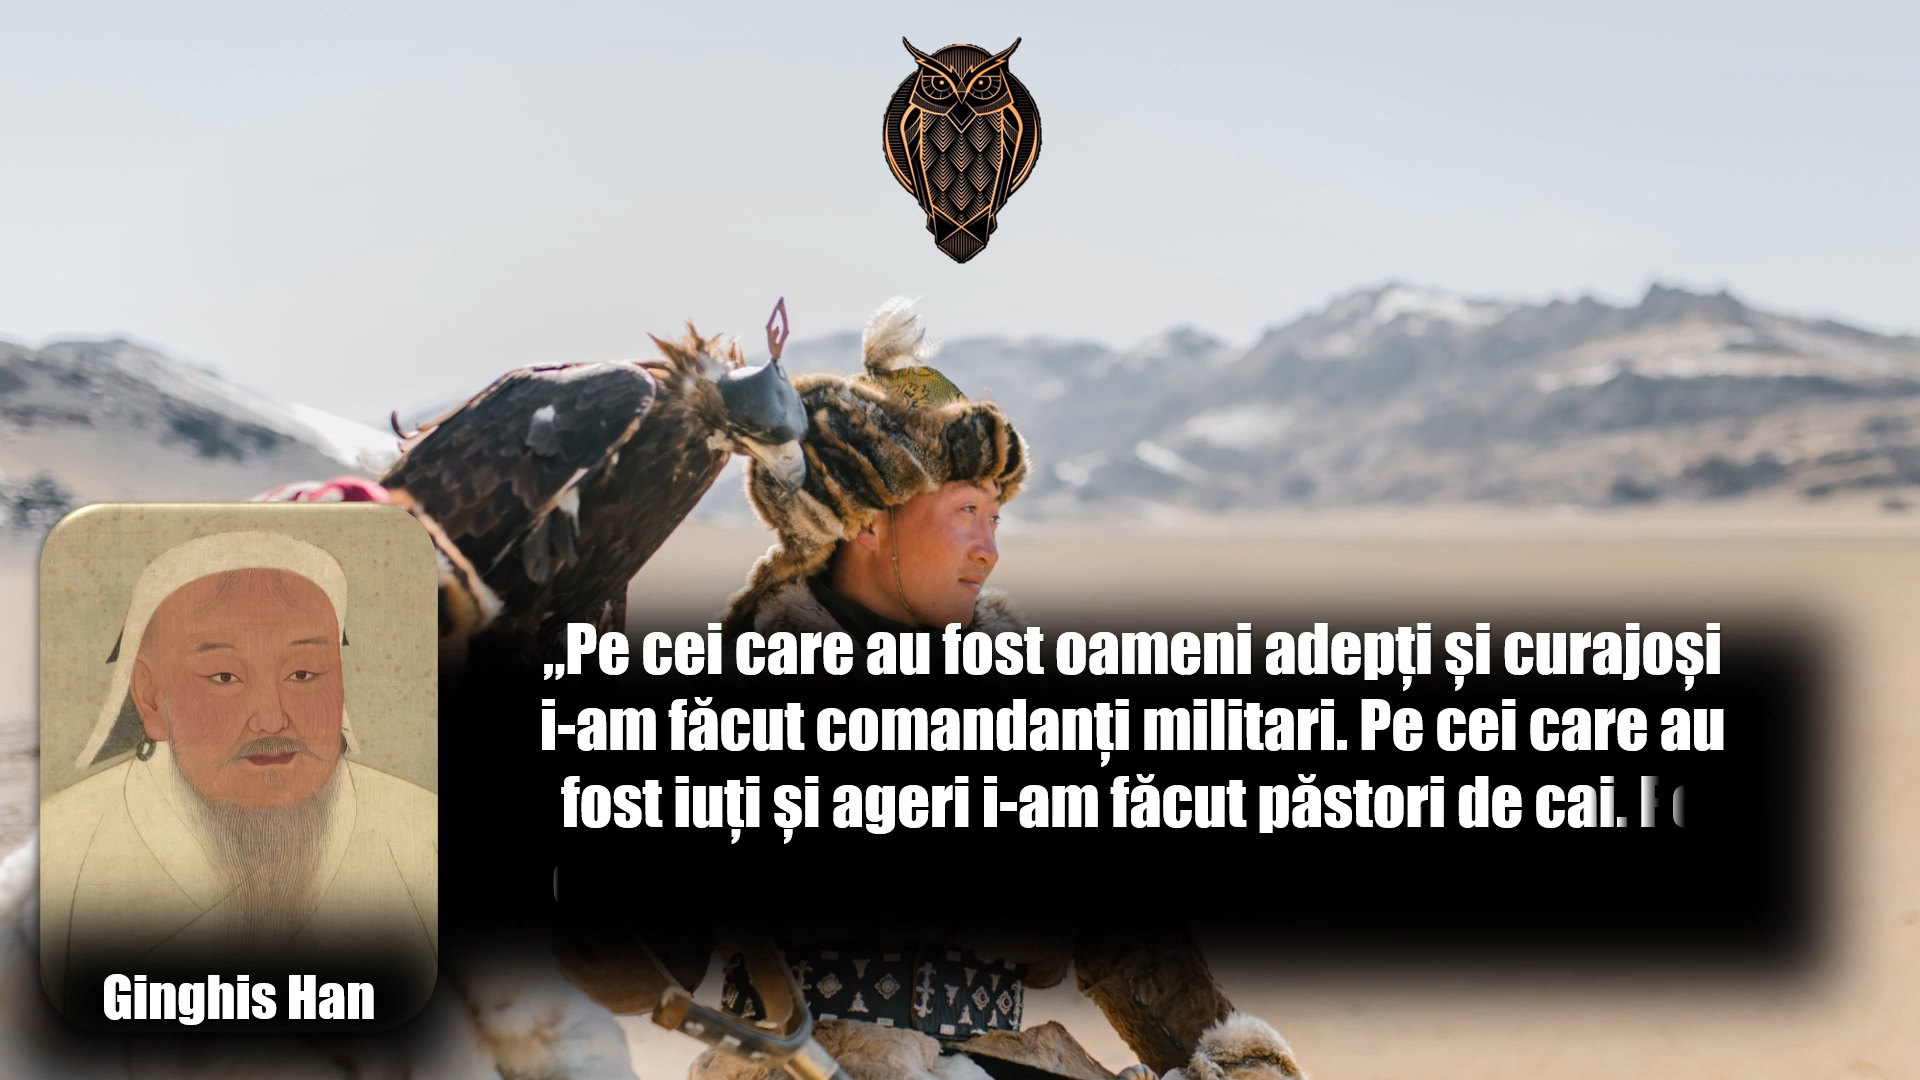 „Pe cei care au fost oameni adepți și curajoși
i-am făcut comandanți militari. Pe cei care au
fost iuți și ageri i-am făcut păstori de cai.
Ginghis Han